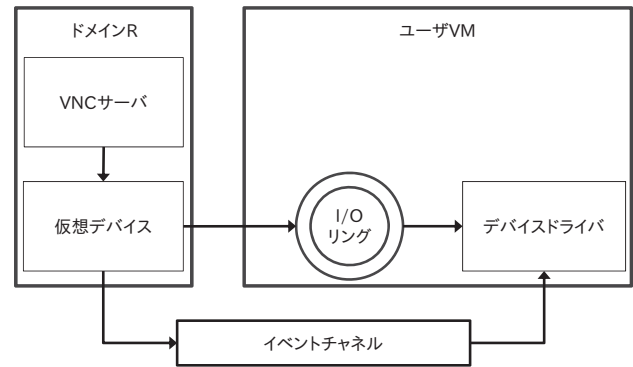 ドメインR
ユーザVM
VNCサーバ
仮想デバイス
I/O
リング
デバイスドライバ
イベントチャネル